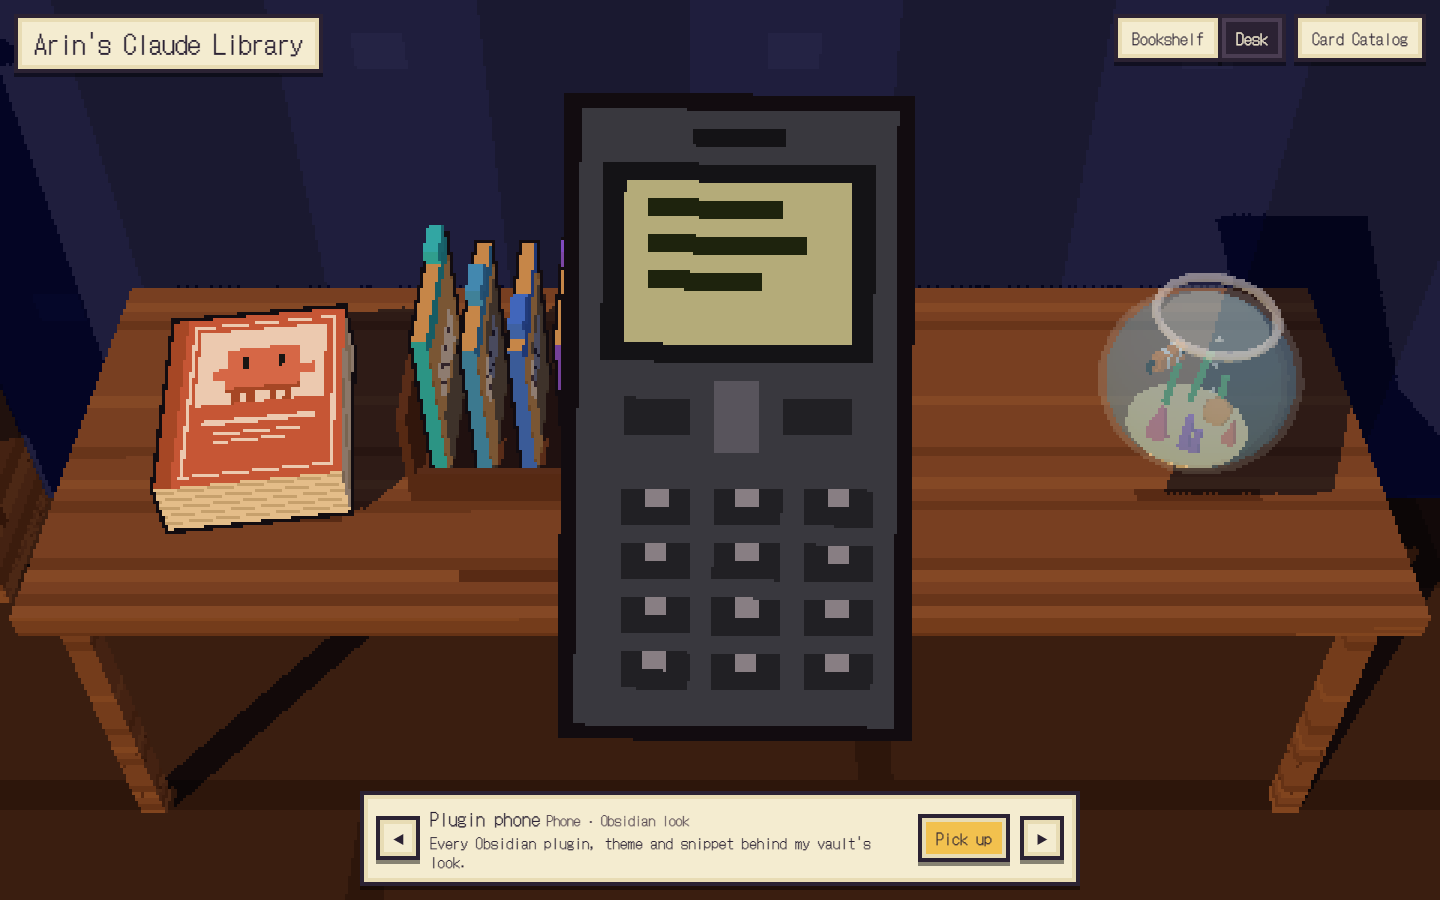 Arin's Claude Library
Bookshelf
Desk
Card Catalog
Plugin phone Phone · Obsidian look
Every Obsidian plugin, theme and snippet behind my vault's
look.
Pick up